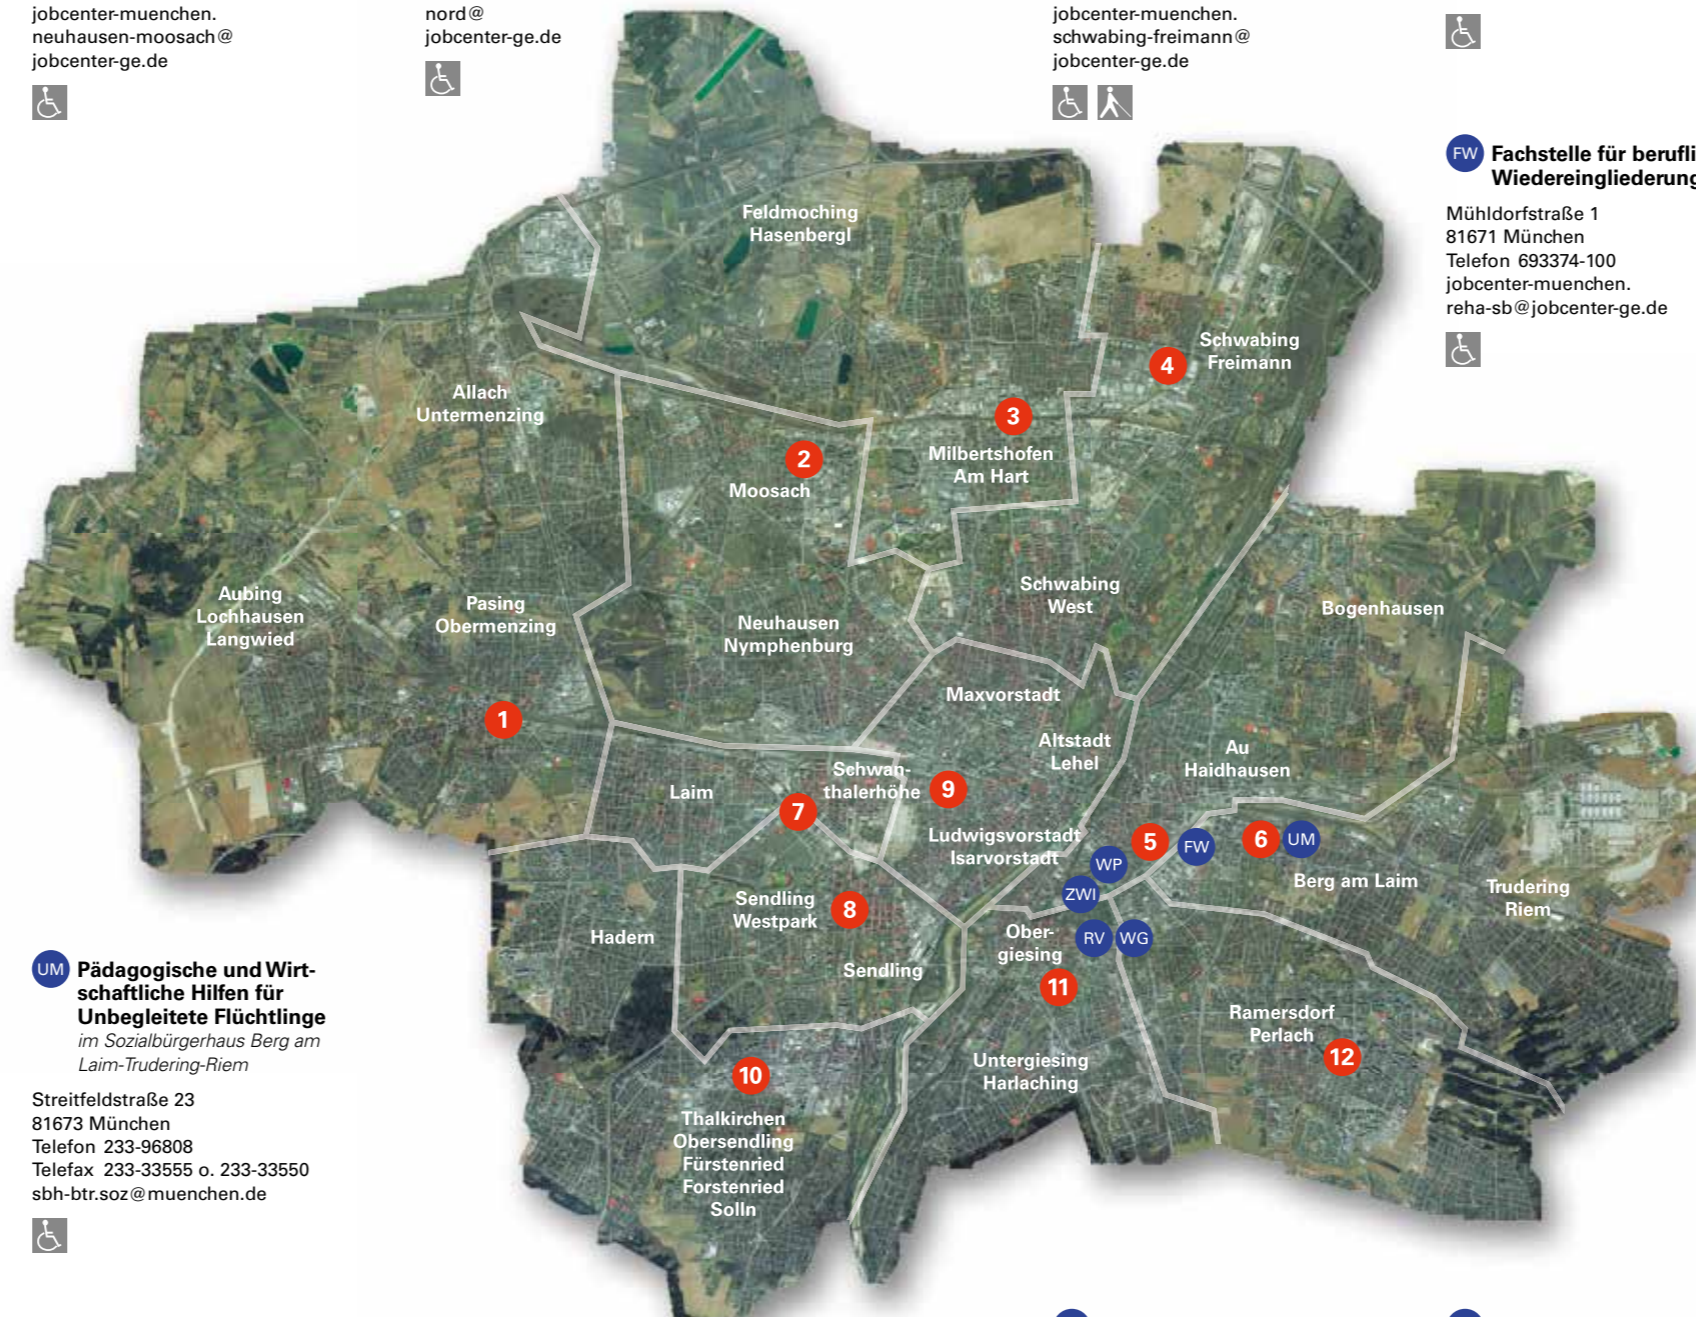 jobcenter-muenchen.
neuhausen-moosach@
jobcenter-ge.de
nord@
jobcenter-ge.de
jobcenter-muenchen.
schwabing-freimann@
jobcenter-ge.de
FW Fachstelle für berufli
Wiedereingliederung
Mühldorfstraße 1
81671 München
Telefon 693374-100
jobcenter-muenchen.
reha-sb@jobcenter-ge.de
Feldmoching
Hasenbergl
Schwabing
Freimann
4
Allach
Untermenzing
3
Milbertshofen
Am Hart
2
Moosach
Aubing
Lochhausen
Langwied
Pasing
Obermenzing
Neuhausen
Nymphenburg
Schwabing
West
Bogenhausen
Maxvorstadt
1
Altstadt
Lehel
Au
Haidhausen
Laim
Schwan-
thalerhöhe
9
7
Ludwigsvorstadt
Isarvorstadt
5
FW
6
UM
WP
ZWI
Berg am Laim
Trudering
Riem
Sendling
Westpark
8
Hadern
Sendling
Ober-
giesing
RV
WG
11
Ramersdorf
Perlach
12
Untergiesing
Harlaching
10
Thalkirchen
Obersendling
Fürstenried
Forstenried
Solln
UM Pädagogische und Wirt-
schaftliche Hilfen für
Unbegleitete Flüchtlinge
im Sozialbürgerhaus Berg am
Laim-Trudering-Riem
Streitfeldstraße 23
81673 München
Telefon 233-96808
Telefax 233-33555 o. 233-33550
sbh-btr.soz@muenchen.de